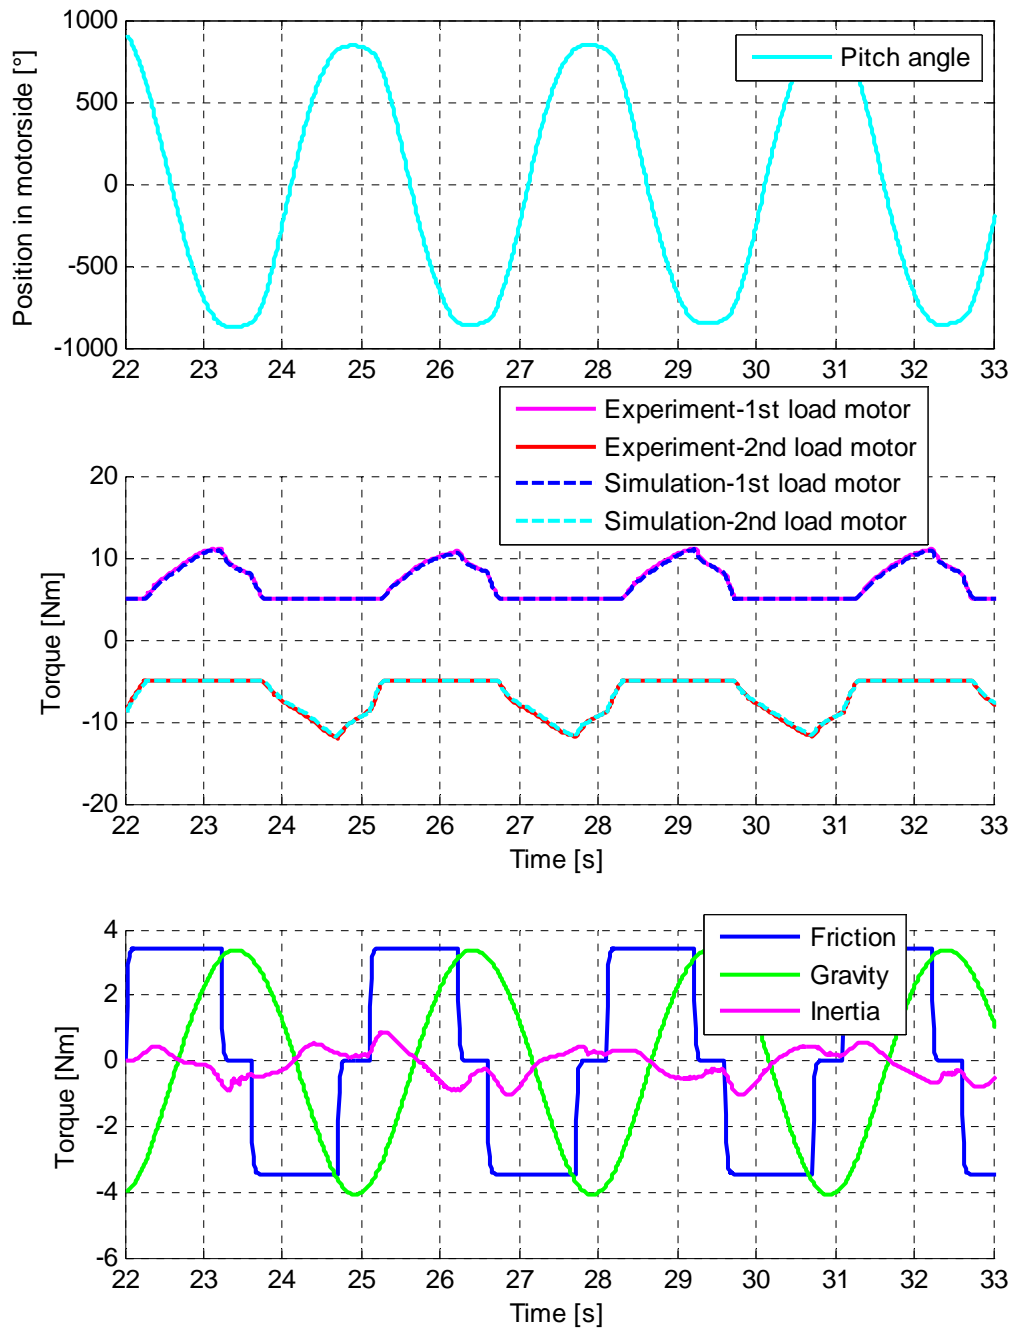 1000
500
0
-500
-1000
Position in motorside [°]
Pitch angle
22 23 24 25 26 27 28 29 30 31 32 33
Experiment-1st load motor
Experiment-2nd load motor
Simulation-1st load motor
Simulation-2nd load motor
20
10
0
-10
-20
Torque [Nm]
22 23 24 25 26 27 28 29 30 31 32 33
Time [s]
4
2
0
-2
-4
-6
Torque [Nm]
Friction
Gravity
Inertia
22 23 24 25 26 27 28 29 30 31 32 33
Time [s]